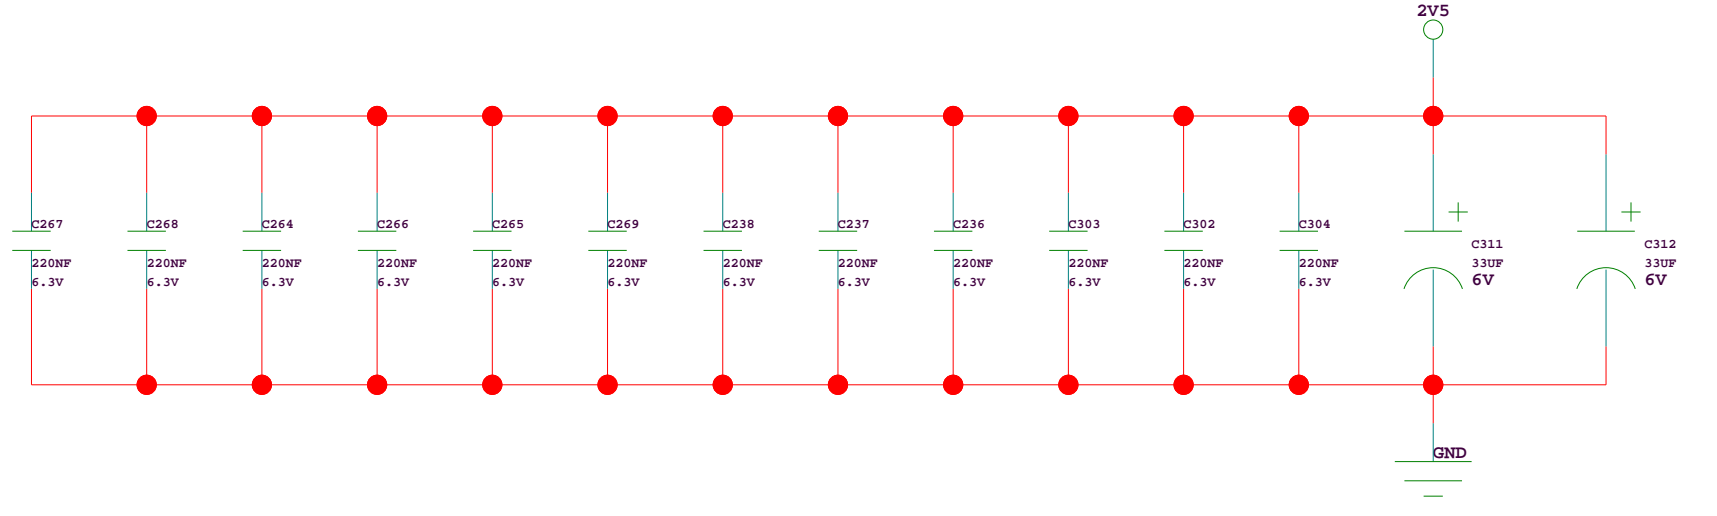 2V5
C267
220NF
6.3V
C268
220NF
6.3V
C264
220NF
6.3V
C266
220NF
6.3V
C265
220NF
6.3V
C269
220NF
6.3V
C238
220NF
6.3V
C237
220NF
6.3V
C236
220NF
6.3V
C303
220NF
6.3V
C302
220NF
6.3V
C304
220NF
6.3V
+
C311
33UF
6V
+
C312
33UF
6V
GND